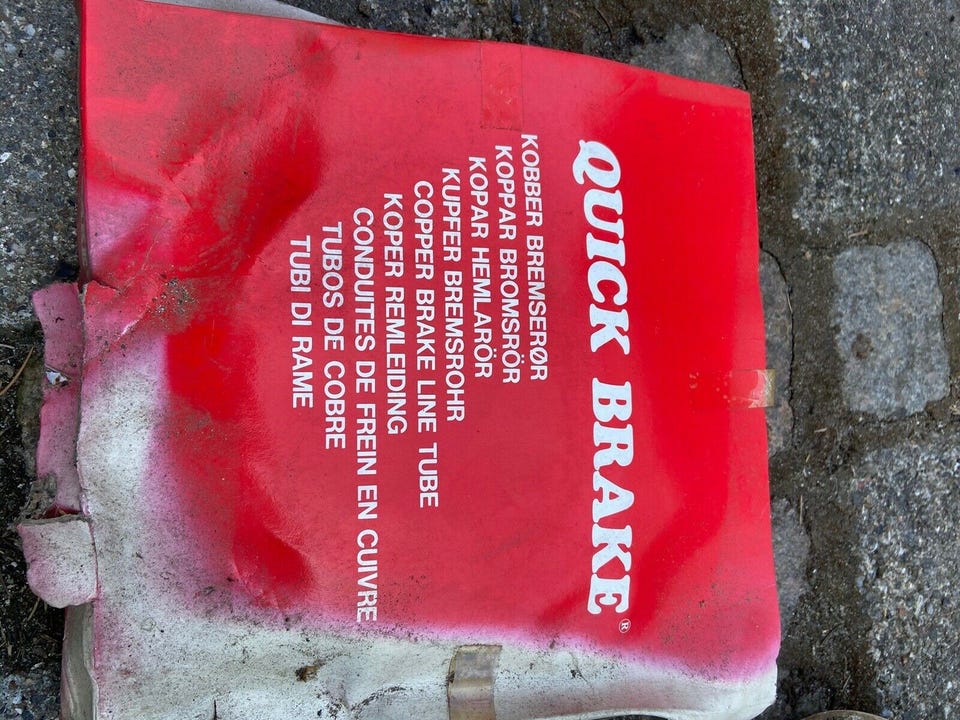 QUICK BRAKE®
KOBBER BREMSERØR
KOPPAR BROMSRÖR
KOPAR HEMLARÖR
KUPFER BREMSROHR
COPPER BRAKE LINE TUBE
KOPER REMLEIDING
CONDUITES DE FREIN EN CUIVRE
TUBOS DE COBRE
TUBI DI RAME